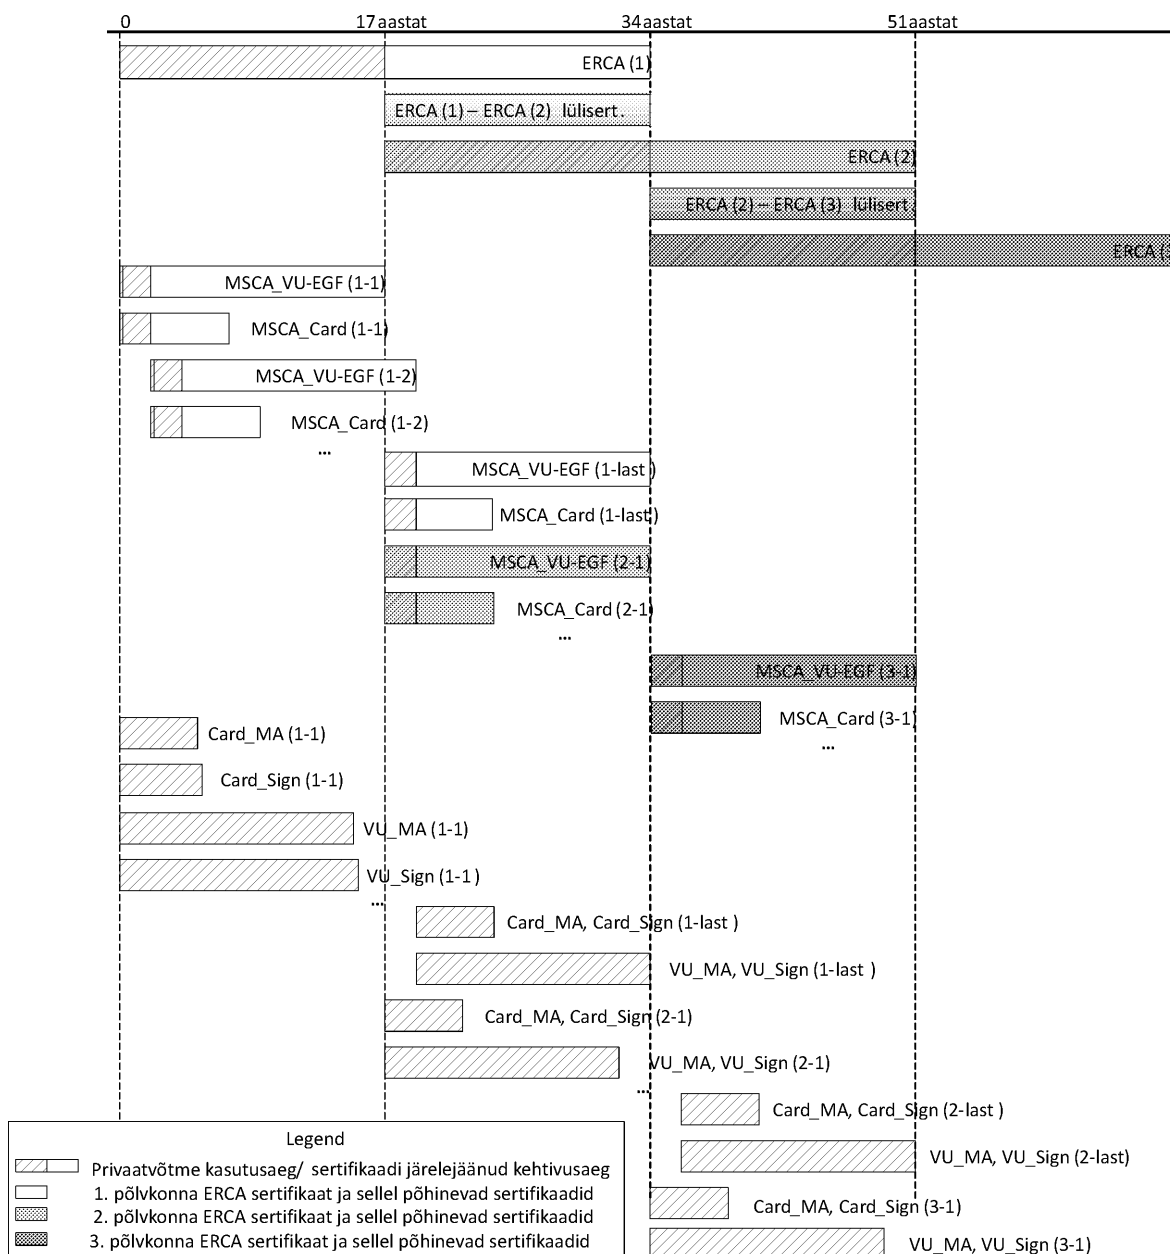 0 17aastat 34aastat 51aastat
ERCA (1)
ERCA (1) – ERCA (2) lülisert.
ERCA (2)
ERCA (2) – ERCA (3) lülisert.
ERCA (3
MSCA_VU-EGF (1-1)
MSCA_Card (1-1)
MSCA_VU-EGF (1-2)
MSCA_Card (1-2)
...
MSCA_VU-EGF (1-last )
MSCA_Card (1-last )
MSCA_VU-EGF (2-1)
MSCA_Card (2-1)
...
MSCA_VU-EGF (3-1)
MSCA_Card (3-1)
...
Card_MA (1-1)
Card_Sign (1-1)
VU_MA (1-1)
VU_Sign (1-1 )
...
Card_MA, Card_Sign (1-last )
VU_MA, VU_Sign (1-last )
Card_MA, Card_Sign (2-1)
VU_MA, VU_Sign (2-1)
...
Card_MA, Card_Sign (2-last )
VU_MA, VU_Sign (2-last)
Card_MA, Card_Sign (3-1)
VU_MA, VU_Sign (3-1)
Legend
Privaatvõtme kasutusaeg/ sertifikaadi järelejäänud kehtivusaeg
1. põlvkonna ERCA sertifikaat ja sellel põhinevad sertifikaadid
2. põlvkonna ERCA sertifikaat ja sellel põhinevad sertifikaadid
3. põlvkonna ERCA sertifikaat ja sellel põhinevad sertifikaadid